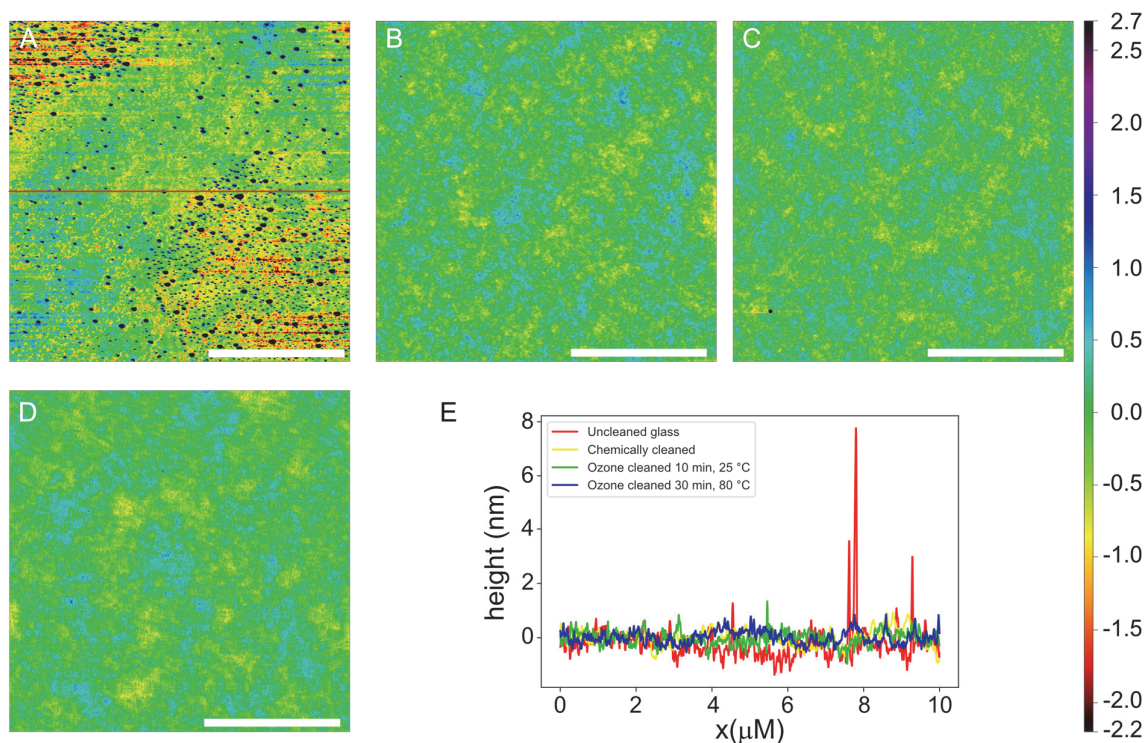 A
B
C
2.7
2.5
2.0
1.5
1.0
0.5
0.0
-0.5
-1.0
-1.5
-2.0
-2.2
D
E
8
6
4
2
0
height (nm)
Uncleaned glass
Chemically cleaned
Ozone cleaned 10 min, 25 °C
Ozone cleaned 30 min, 80 °C
0 2 4 6 8 10
x(μM)